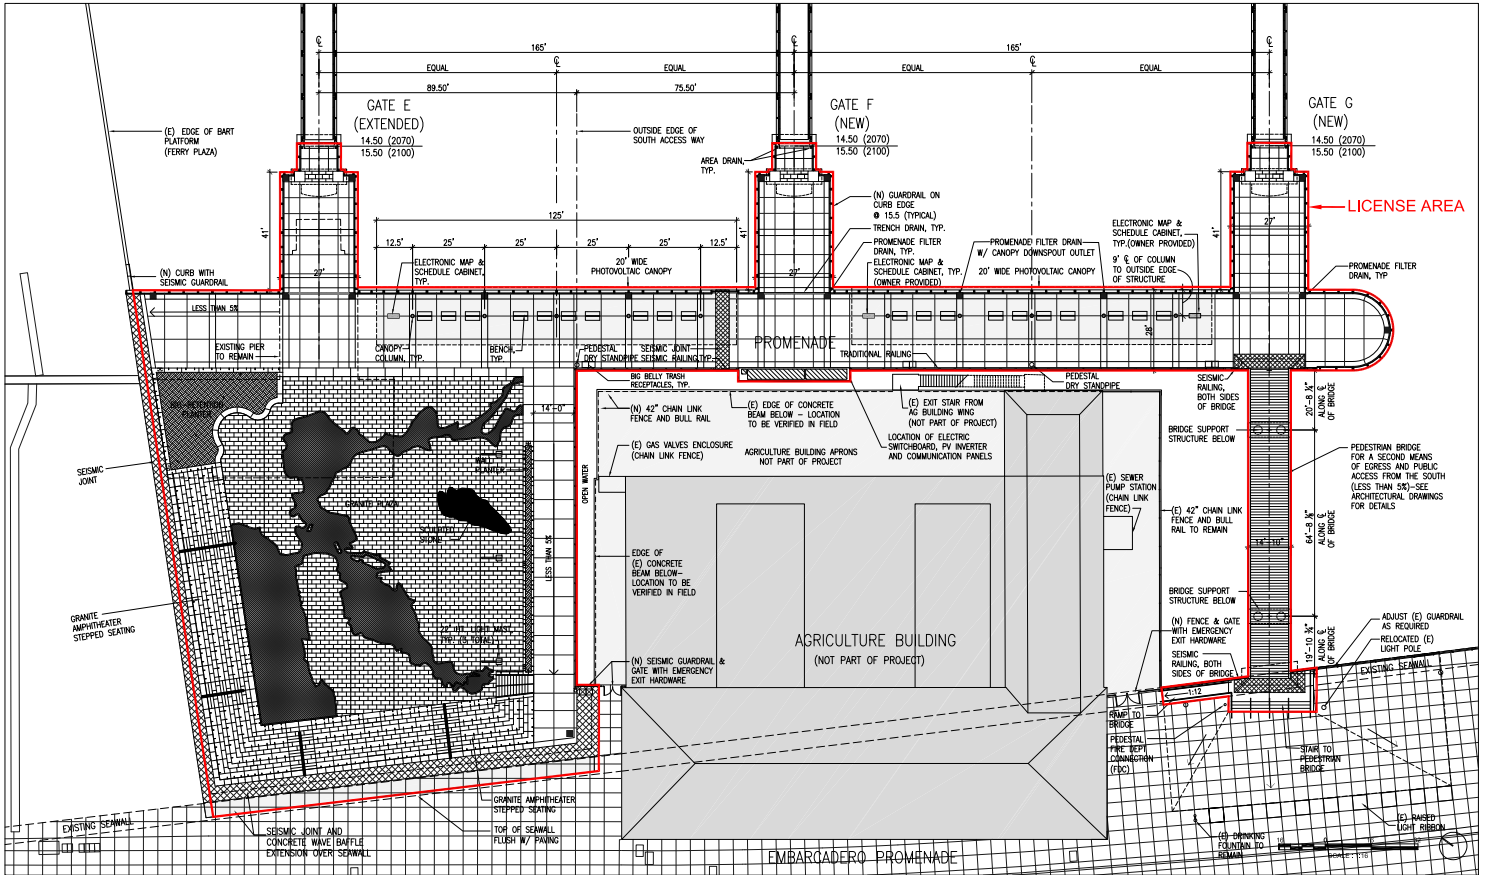 165'
165'
EQUAL
EQUAL
EQUAL
EQUAL
89.50'
75.50'
GATE E
(EXTENDED)
14.50 (2070)
15.50 (2100)
GATE F
(NEW)
14.50 (2070)
15.50 (2100)
GATE G
(NEW)
14.50 (2070)
15.50 (2100)
(E) EDGE OF BART
PLATFORM
(FERRY PLAZA)
OUTSIDE EDGE OF
SOUTH ACCESS WAY
AREA DRAIN,
TYP.
(N) GUARDRAIL ON
CURB EDGE
@ 15.5 (TYPICAL)
TRENCH DRAIN, TYP.
PROMENADE FILTER
DRAIN, TYP.
ELECTRONIC MAP &
SCHEDULE CABINET, TYP.
(OWNER PROVIDED)
LICENSE AREA
41'
41'
41'
27'
27'
27'
125'
12.5'
25'
25'
25'
25'
12.5'
ELECTRONIC MAP &
SCHEDULE CABINET,
TYP.
20' WIDE
PHOTOVOLTAIC CANOPY
PROMENADE FILTER DRAIN
W/ CANOPY DOWNSPOUT OUTLET
20' WIDE PHOTOVOLTAIC CANOPY
ELECTRONIC MAP &
SCHEDULE CABINET,
TYP.(OWNER PROVIDED)
9' ℄ OF COLUMN
TO OUTSIDE EDGE
OF STRUCTURE
PROMENADE FILTER
DRAIN, TYP
(N) CURB WITH
SEISMIC GUARDRAIL
LESS THAN 5%
EXISTING PIER
TO REMAIN
CANOPY
COLUMN, TYP.
BENCH,
TYP.
PEDESTAL
DRY STANDPIPE
SEISMIC JOINT
SEISMIC RAILING,TYP.
PROMENADE
28'
TRADITIONAL RAILING
BIG BELLY TRASH
RECEPTACLES, TYP.
PEDESTAL
DRY STANDPIPE
SEISMIC
RAILING,
BOTH SIDES
OF BRIDGE
20'-8 ¼"
ALONG ℄
OF BRIDGE
BIO-RETENTION
PLANTER
14'-0"
(N) 42" CHAIN LINK
FENCE AND BULL RAIL
(E) EDGE OF CONCRETE
BEAM BELOW - LOCATION
TO BE VERIFIED IN FIELD
(E) EXIT STAIR FROM
AG BUILDING WING
(NOT PART OF PROJECT)
BRIDGE SUPPORT
STRUCTURE BELOW
(E) GAS VALVES ENCLOSURE
(CHAIN LINK FENCE)
AGRICULTURE BUILDING APRONS
NOT PART OF PROJECT
LOCATION OF ELECTRIC
SWITCHBOARD, PV INVERTER
AND COMMUNICATION PANELS
PEDESTRIAN BRIDGE
FOR A SECOND MEANS
OF EGRESS AND PUBLIC
ACCESS FROM THE SOUTH
(LESS THAN 5%)-SEE
ARCHITECTURAL DRAWINGS
FOR DETAILS
SEISMIC
JOINT
WALL
PLANTER
OPEN WATER
(E) SEWER
PUMP STATION
(CHAIN LINK
FENCE)
GRANITE PLAZA
(E) 42" CHAIN LINK
FENCE AND BULL
RAIL TO REMAIN
64'-8 ¼"
ALONG ℄
OF BRIDGE
14'-10"
LESS THAN 5%
EDGE OF
(E) CONCRETE
BEAM BELOW-
LOCATION TO BE
VERIFIED IN FIELD
BRIDGE SUPPORT
STRUCTURE BELOW
GRANITE
AMPHITHEATER
STEPPED SEATING
AGRICULTURE BUILDING
(NOT PART OF PROJECT)
(N) FENCE & GATE
WITH EMERGENCY
EXIT HARDWARE
SEISMIC
RAILING, BOTH
SIDES OF BRIDGE
19'-10 ¾"
ALONG ℄
OF BRIDGE
ADJUST (E) GUARDRAIL
AS REQUIRED
RELOCATED (E)
LIGHT POLE
EXISTING SEAWALL
(N) SEISMIC GUARDRAIL &
GATE WITH EMERGENCY
EXIT HARDWARE
1:12
RAMP TO
BRIDGE
PEDESTAL
FIRE DEPT
CONNECTION
(FDC)
STAIR TO
PEDESTRIAN
BRIDGE
GRANITE AMPHITHEATER
STEPPED SEATING
TOP OF SEAWALL
FLUSH W/ PAVING
EXISTING SEAWALL
SEISMIC JOINT AND
CONCRETE WAVE BAFFLE
EXTENSION OVER SEAWALL
EMBARCADERO PROMENADE
(E) DRINKING
FOUNTAIN TO
REMAIN
(E) RAISED
LIGHT RIBBON
SCALE: 1:16